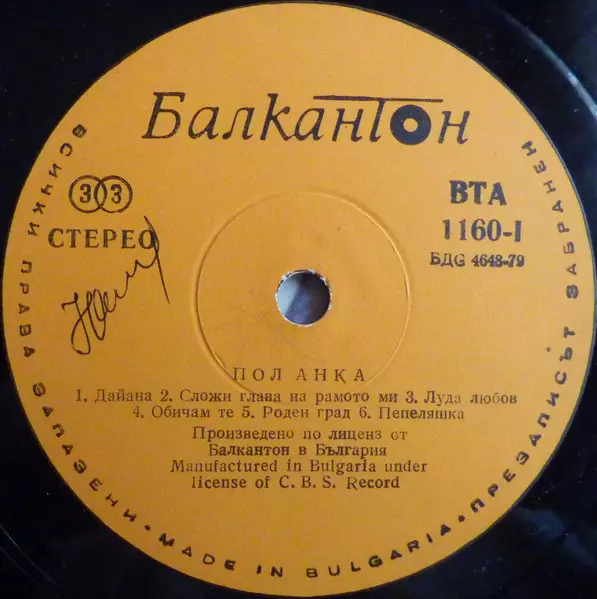 Балкантон
33
СТЕРЕО
ВТА
1160-I
БДС 4648-79
ПОЛ АНКА
1. Дайана 2. Сложи глава на рамото ми 3. Луда любов
4. Обичам те 5. Роден град 6. Пепеляшка
Произведено по лиценз от
Балкантон в България
Manufactured in Bulgaria under
license of C. B. S. Record
ВСИЧКИ ПРАВА ЗАПАЗЕНИ · MADE IN BULGARIA · ПРЕЗАПИСЪТ ЗАБРАНЕН